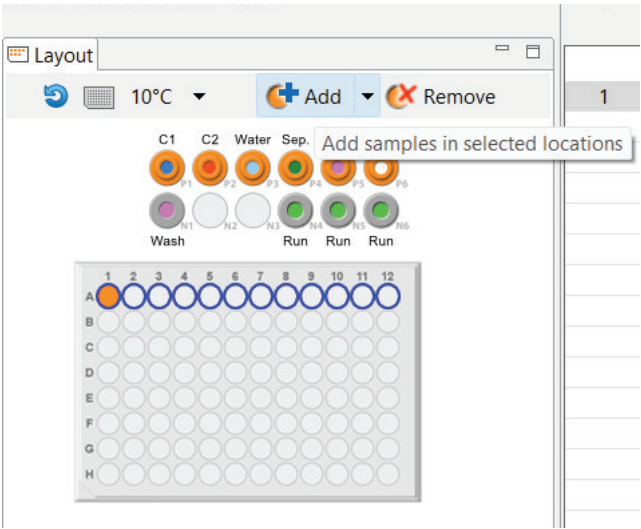 Layout
10°C Add Remove
1
C1 C2 Water Sep.
Add samples in selected locations
P1 P2 P3 P4 P5 P6
N1 N2 N3 N4 N5 N6
Wash Run Run Run
1 2 3 4 5 6 7 8 9 10 11 12
A
B
C
D
E
F
G
H